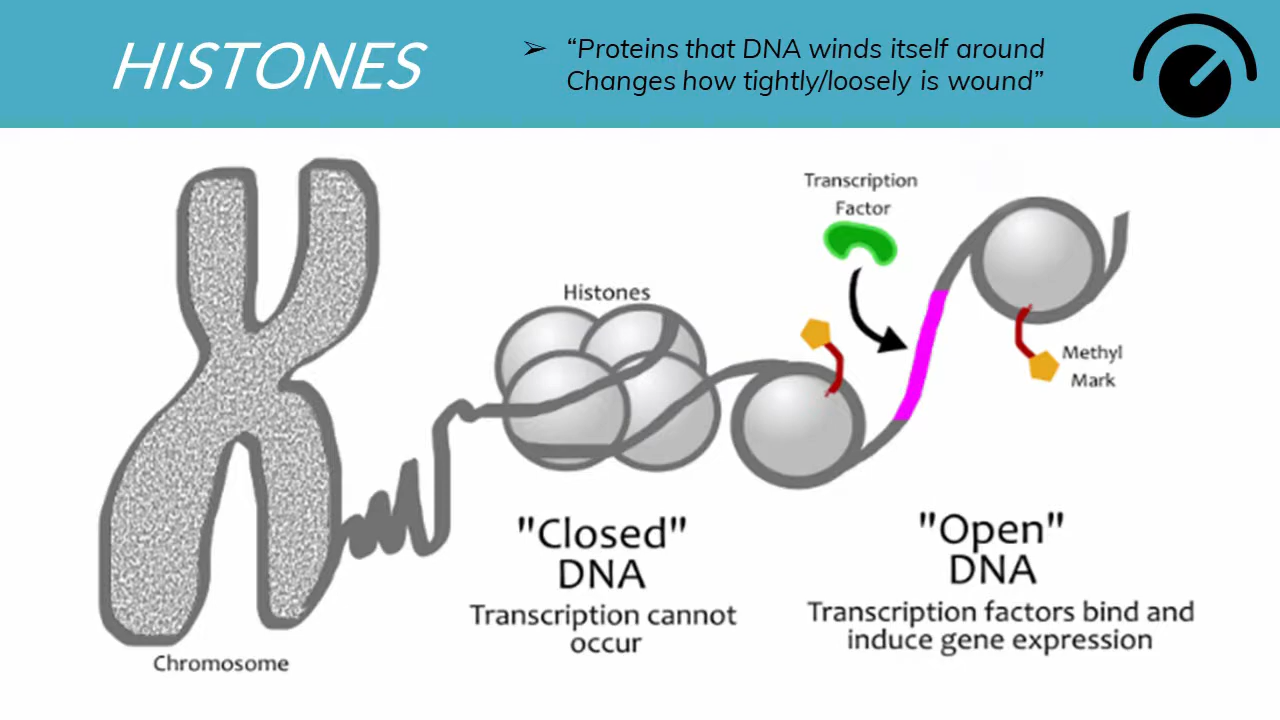 HISTONES
➢ “Proteins that DNA winds itself around
Changes how tightly/loosely is wound”
Transcription
Factor
Histones
Methyl
Mark
"Closed"
DNA
Transcription cannot
occur
"Open"
DNA
Transcription factors bind and
induce gene expression
Chromosome